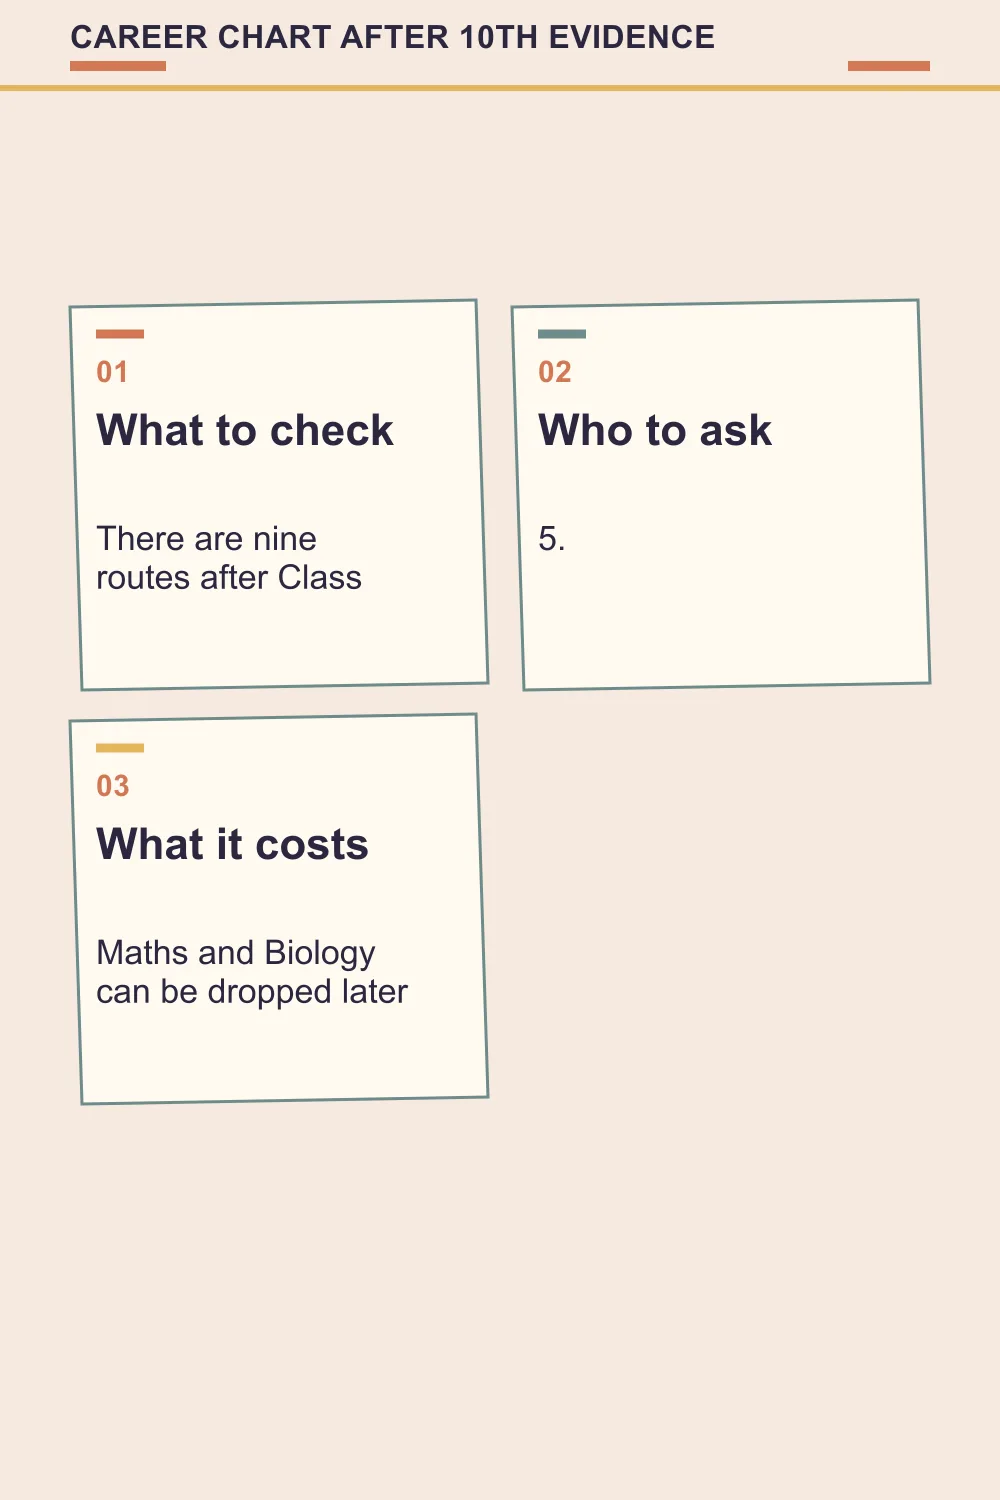 CAREER CHART AFTER 10TH EVIDENCE
01
What to check
There are nine
routes after Class
02
Who to ask
5.
03
What it costs
Maths and Biology
can be dropped later